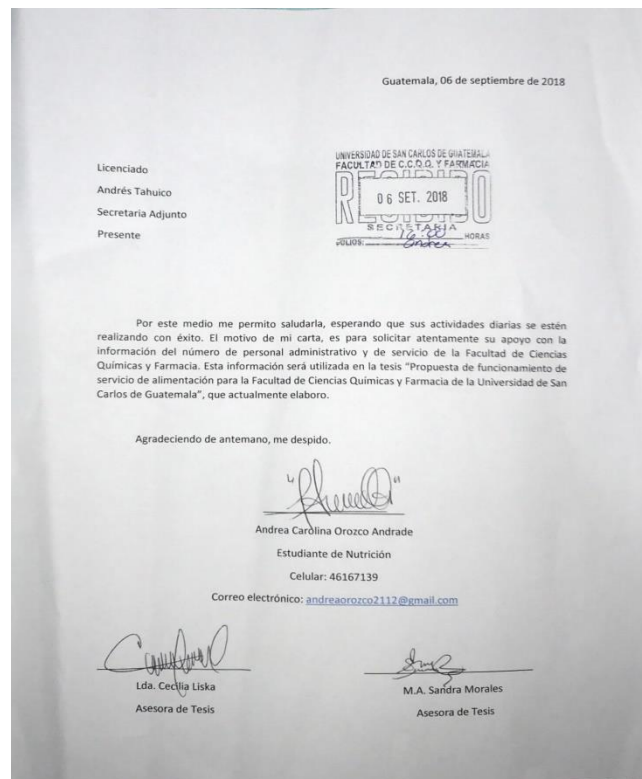 Guatemala, 06 de septiembre de 2018
UNIVERSIDAD DE SAN CARLOS DE GUATEMALA
FACULTAD DE C.C.Q.Q. Y FARMACIA
RECIBIDO
06 SET. 2018
SECRETARIA
16:00 HORAS
FOLIOS: Andrea
Licenciado
Andrés Tahuico
Secretaria Adjunto
Presente
Por este medio me permito saludarla, esperando que sus actividades diarias se estén
realizando con éxito. El motivo de mi carta, es para solicitar atentamente su apoyo con la
información del número de personal administrativo y de servicio de la Facultad de Ciencias
Químicas y Farmacia. Esta información será utilizada en la tesis "Propuesta de funcionamiento de
servicio de alimentación para la Facultad de Ciencias Químicas y Farmacia de la Universidad de San
Carlos de Guatemala", que actualmente elaboro.
Agradeciendo de antemano, me despido.
Andrea Carolina Orozco Andrade
Estudiante de Nutrición
Celular: 46167139
Correo electrónico: andreaorozco2112@gmail.com
Lda. Cecilia Liska
Asesora de Tesis
M.A. Sandra Morales
Asesora de Tesis